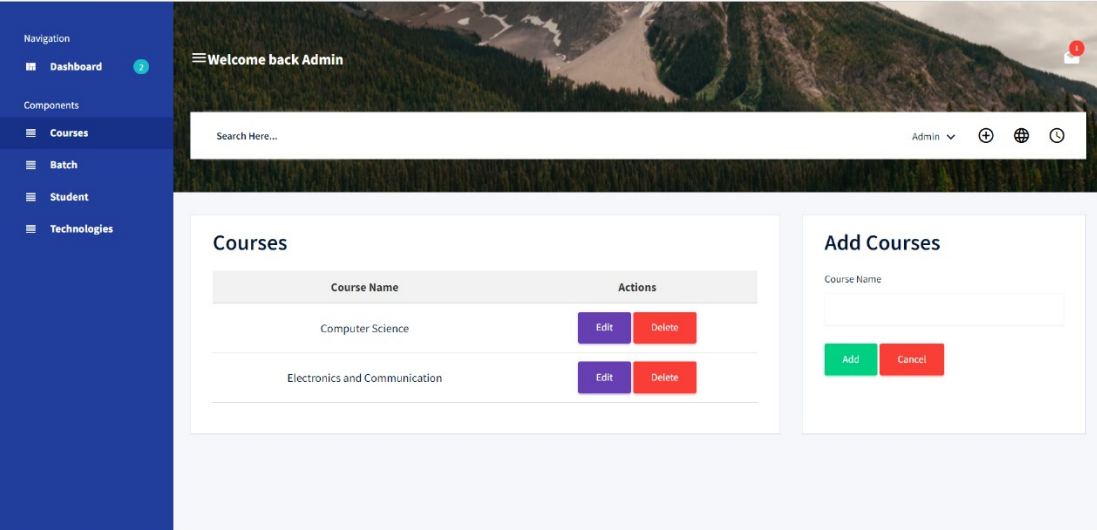 Navigation
Dashboard 2
Components
Courses
Batch
Student
Technologies
Welcome back Admin
1
Search Here...
Admin
Courses
Course Name Actions
Computer Science Edit Delete
Electronics and Communication Edit Delete
Add Courses
Course Name
Add Cancel